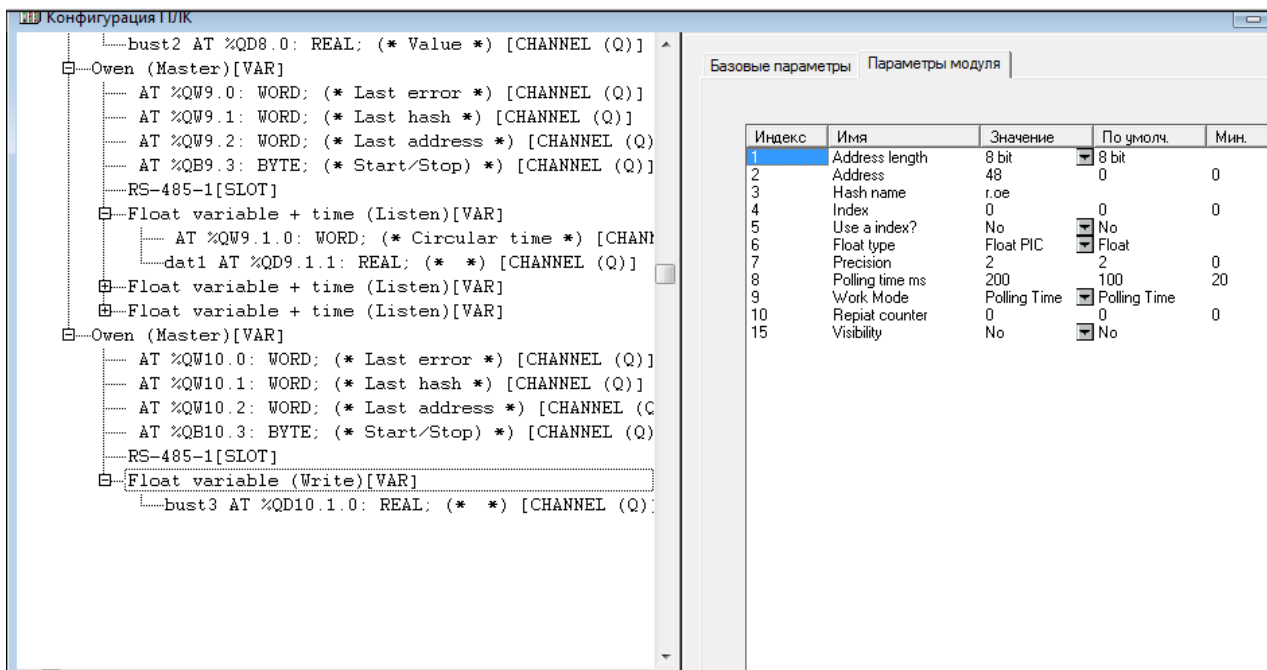 Конфигурация ПЛК
bust2 AT %QD8.0: REAL; (* Value *) [CHANNEL (Q)]
Owen (Master)[VAR]
AT %QW9.0: WORD; (* Last error *) [CHANNEL (Q)]
AT %QW9.1: WORD; (* Last hash *) [CHANNEL (Q)]
AT %QW9.2: WORD; (* Last address *) [CHANNEL (Q)
AT %QB9.3: BYTE; (* Start/Stop) *) [CHANNEL (Q)]
RS-485-1[SLOT]
Float variable + time (Listen)[VAR]
AT %QW9.1.0: WORD; (* Circular time *) [CHAN
dat1 AT %QD9.1.1: REAL; (* *) [CHANNEL (Q)]
Float variable + time (Listen)[VAR]
Float variable + time (Listen)[VAR]
Owen (Master)[VAR]
AT %QW10.0: WORD; (* Last error *) [CHANNEL (Q)]
AT %QW10.1: WORD; (* Last hash *) [CHANNEL (Q)]
AT %QW10.2: WORD; (* Last address *) [CHANNEL (Q
AT %QB10.3: BYTE; (* Start/Stop) *) [CHANNEL (Q)
RS-485-1[SLOT]
Float variable (Write)[VAR]
bust3 AT %QD10.1.0: REAL; (* *) [CHANNEL (Q)]
Базовые параметры Параметры модуля
Индекс Имя Значение По умолч. Мин.
1 Address length 8 bit 8 bit
2 Address 48 0 0
3 Hash name r.oe
4 Index 0 0 0
5 Use a index? No No
6 Float type Float PIC Float
7 Precision 2 2 0
8 Polling time ms 200 100 20
9 Work Mode Polling Time Polling Time
10 Repiat counter 0 0 0
15 Visibility No No